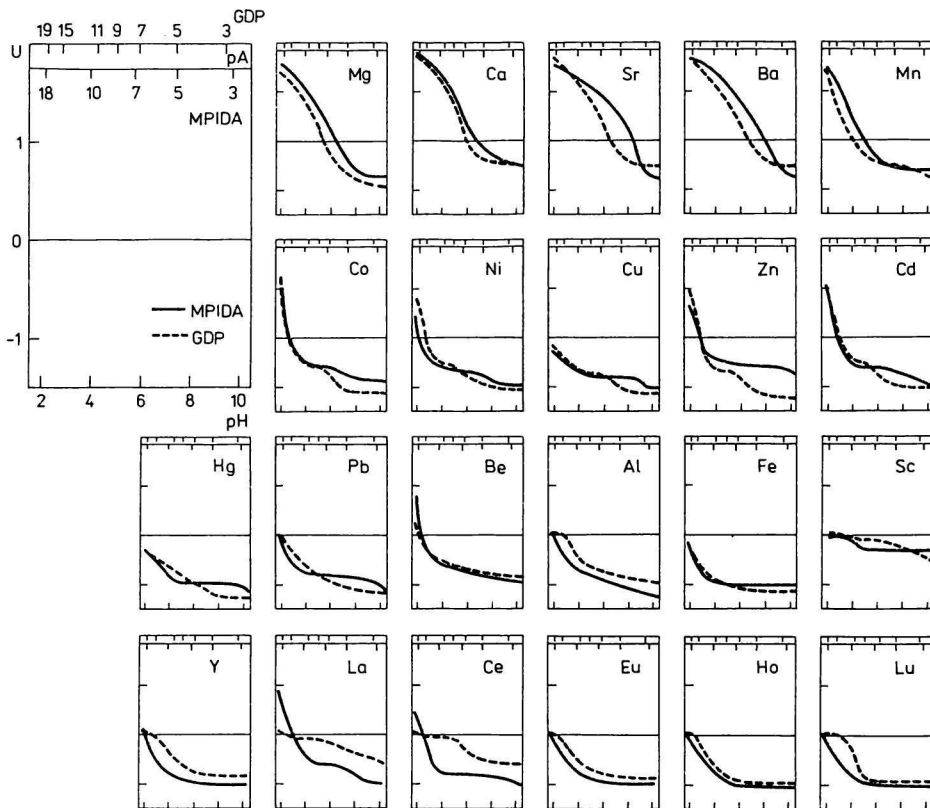 GDP
19 15 11 9 7 5 3
U pA
18 10 7 5 3
MPIDA
1
0
-1
MPIDA
GDP
2 4 6 8 10
pH
Mg Ca Sr Ba Mn
Co Ni Cu Zn Cd
Hg Pb Be Al Fe Sc
Y La Ce Eu Ho Lu